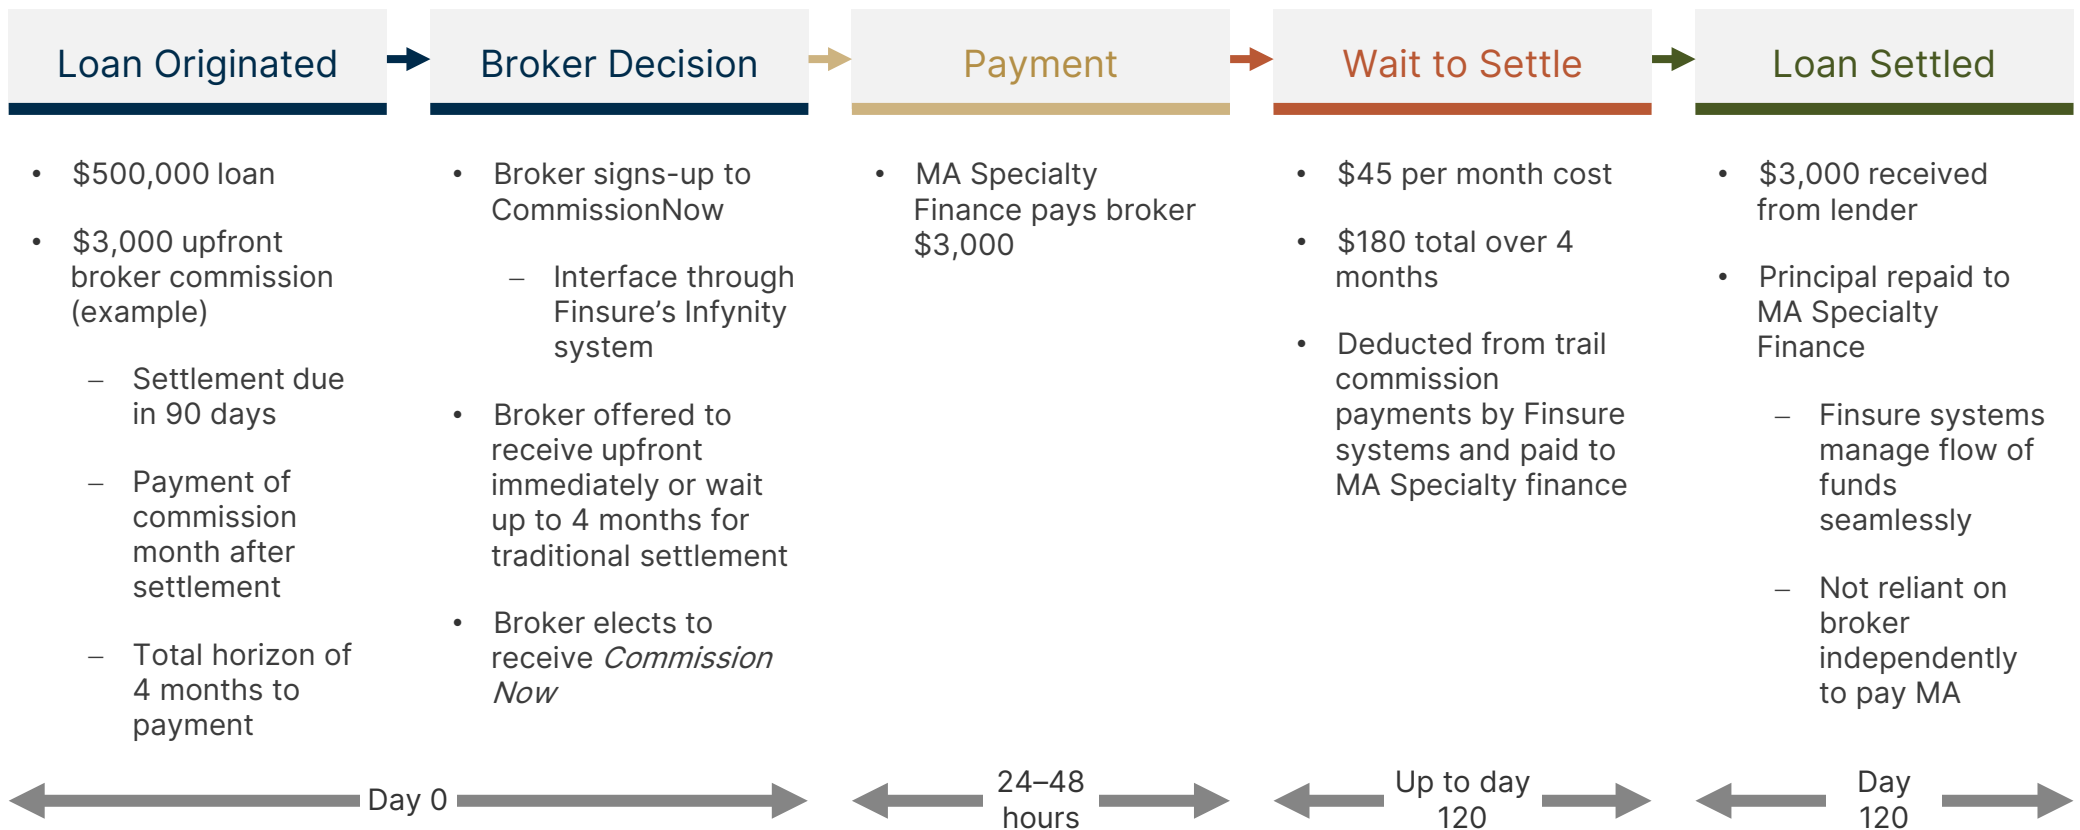 Loan Originated
Broker Decision
Payment
Wait to Settle
Loan Settled
• $500,000 loan
• $3,000 upfront
broker commission
(example)
– Settlement due
in 90 days
– Payment of
commission
month after
settlement
– Total horizon of
4 months to
payment
• Broker signs-up to
CommissionNow
– Interface through
Finsure’s Infynity
system
• Broker offered to
receive upfront
immediately or wait
up to 4 months for
traditional settlement
• Broker elects to
receive Commission
Now
• MA Specialty
Finance pays broker
$3,000
• $45 per month cost
• $180 total over 4
months
• Deducted from trail
commission
payments by Finsure
systems and paid to
MA Specialty finance
• $3,000 received
from lender
• Principal repaid to
MA Specialty
Finance
– Finsure systems
manage flow of
funds
seamlessly
– Not reliant on
broker
independently
to pay MA
Day 0
24–48
hours
Up to day
120
Day
120